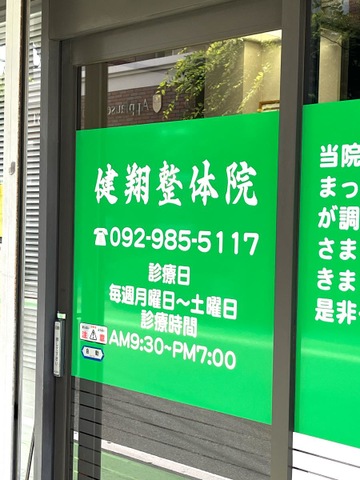 健翔整体院
☎092-985-5117
診療日
毎週月曜日〜土曜日
診療時間
AM9:30~PM7:00
当院
まっ
が調
さま
きま
是非
注意